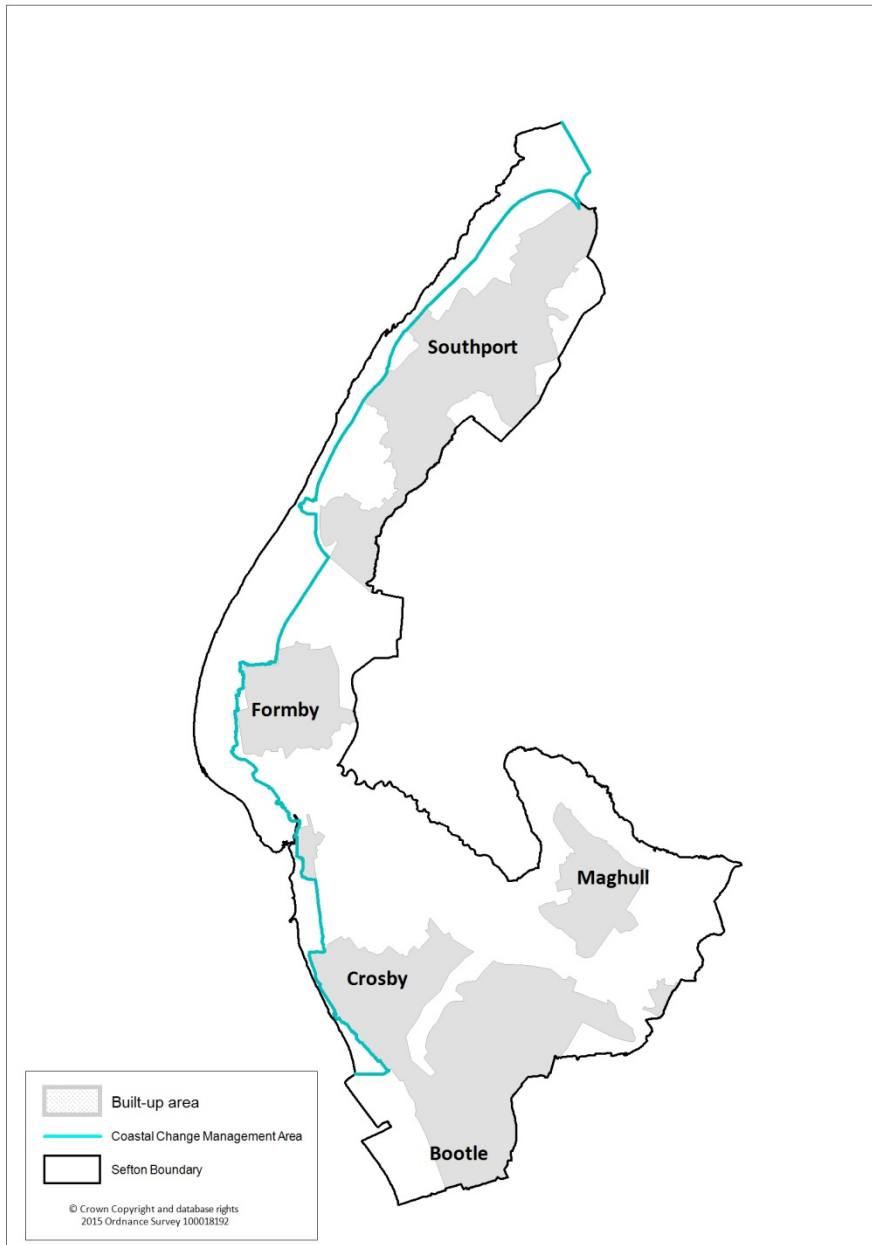 Southport
Formby
Maghull
Crosby
Bootle
Built-up area
Coastal Change Management Area
Sefton Boundary
© Crown Copyright and database rights
2015 Ordnance Survey 100018192